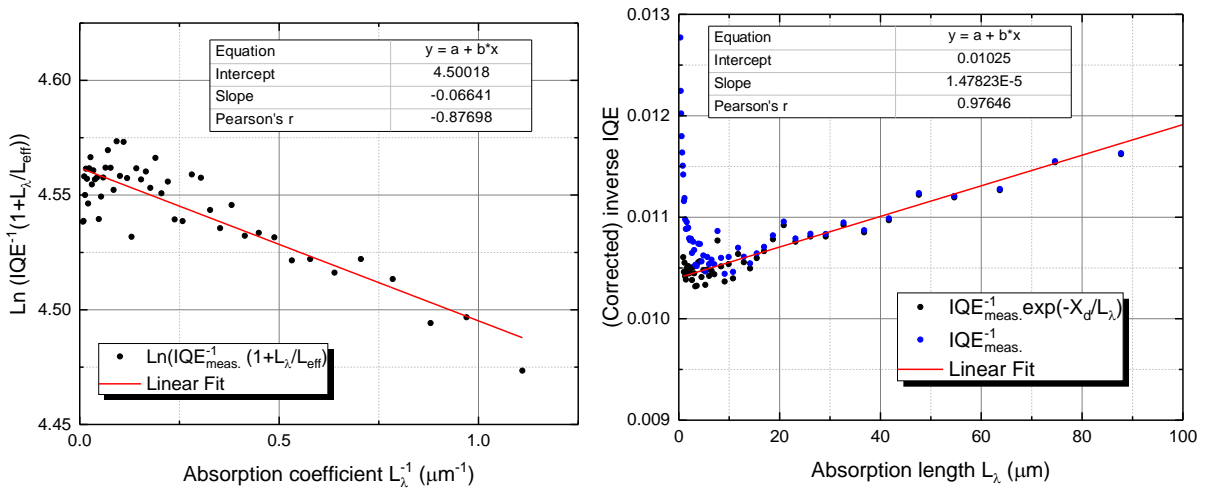 Equation y = a + b*x
Intercept 4.50018
Slope -0.06641
Pearson's r -0.87698
4.60
4.55
4.50
4.45
Ln (IQE⁻¹(1+L_λ/L_eff))
Ln(IQE⁻¹_meas. (1+L_λ/L_eff)
Linear Fit
0.0 0.5 1.0
Absorption coefficient L_λ⁻¹ (μm⁻¹)
0.013
0.012
0.011
0.010
0.009
(Corrected) inverse IQE
Equation y = a + b*x
Intercept 0.01025
Slope 1.47823E-5
Pearson's r 0.97646
IQE⁻¹_meas.exp(-X_d/L_λ)
IQE⁻¹_meas.
Linear Fit
0 20 40 60 80 100
Absorption length L_λ (μm)